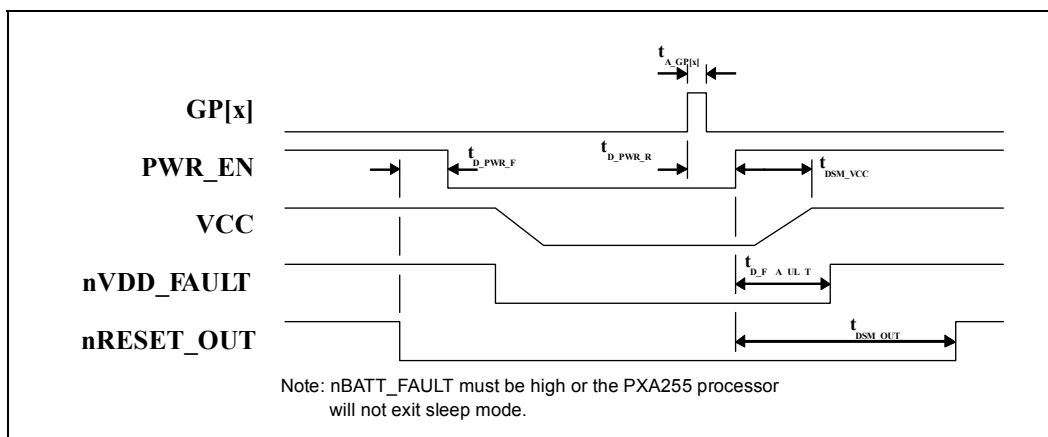 t A_GP[x]
GP[x]
t D_PWR_F
t D_PWR_R
PWR_EN
t DSM_VCC
VCC
t D_F A UL T
nVDD_FAULT
t DSM_OUT
nRESET_OUT
Note: nBATT_FAULT must be high or the PXA255 processor
will not exit sleep mode.